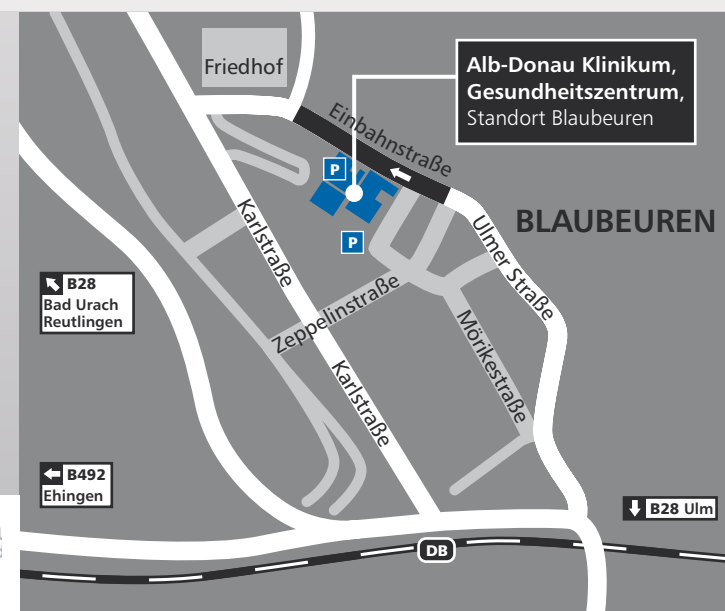 Friedhof
Alb-Donau Klinikum,
Gesundheitszentrum,
Standort Blaubeuren
Einbahnstraße
P
P
BLAUBEUREN
Karlstraße
Ulmer Straße
B28
Bad Urach
Reutlingen
Zeppelinstraße
Mörikestraße
Karlstraße
B492
Ehingen
B28 Ulm
DB